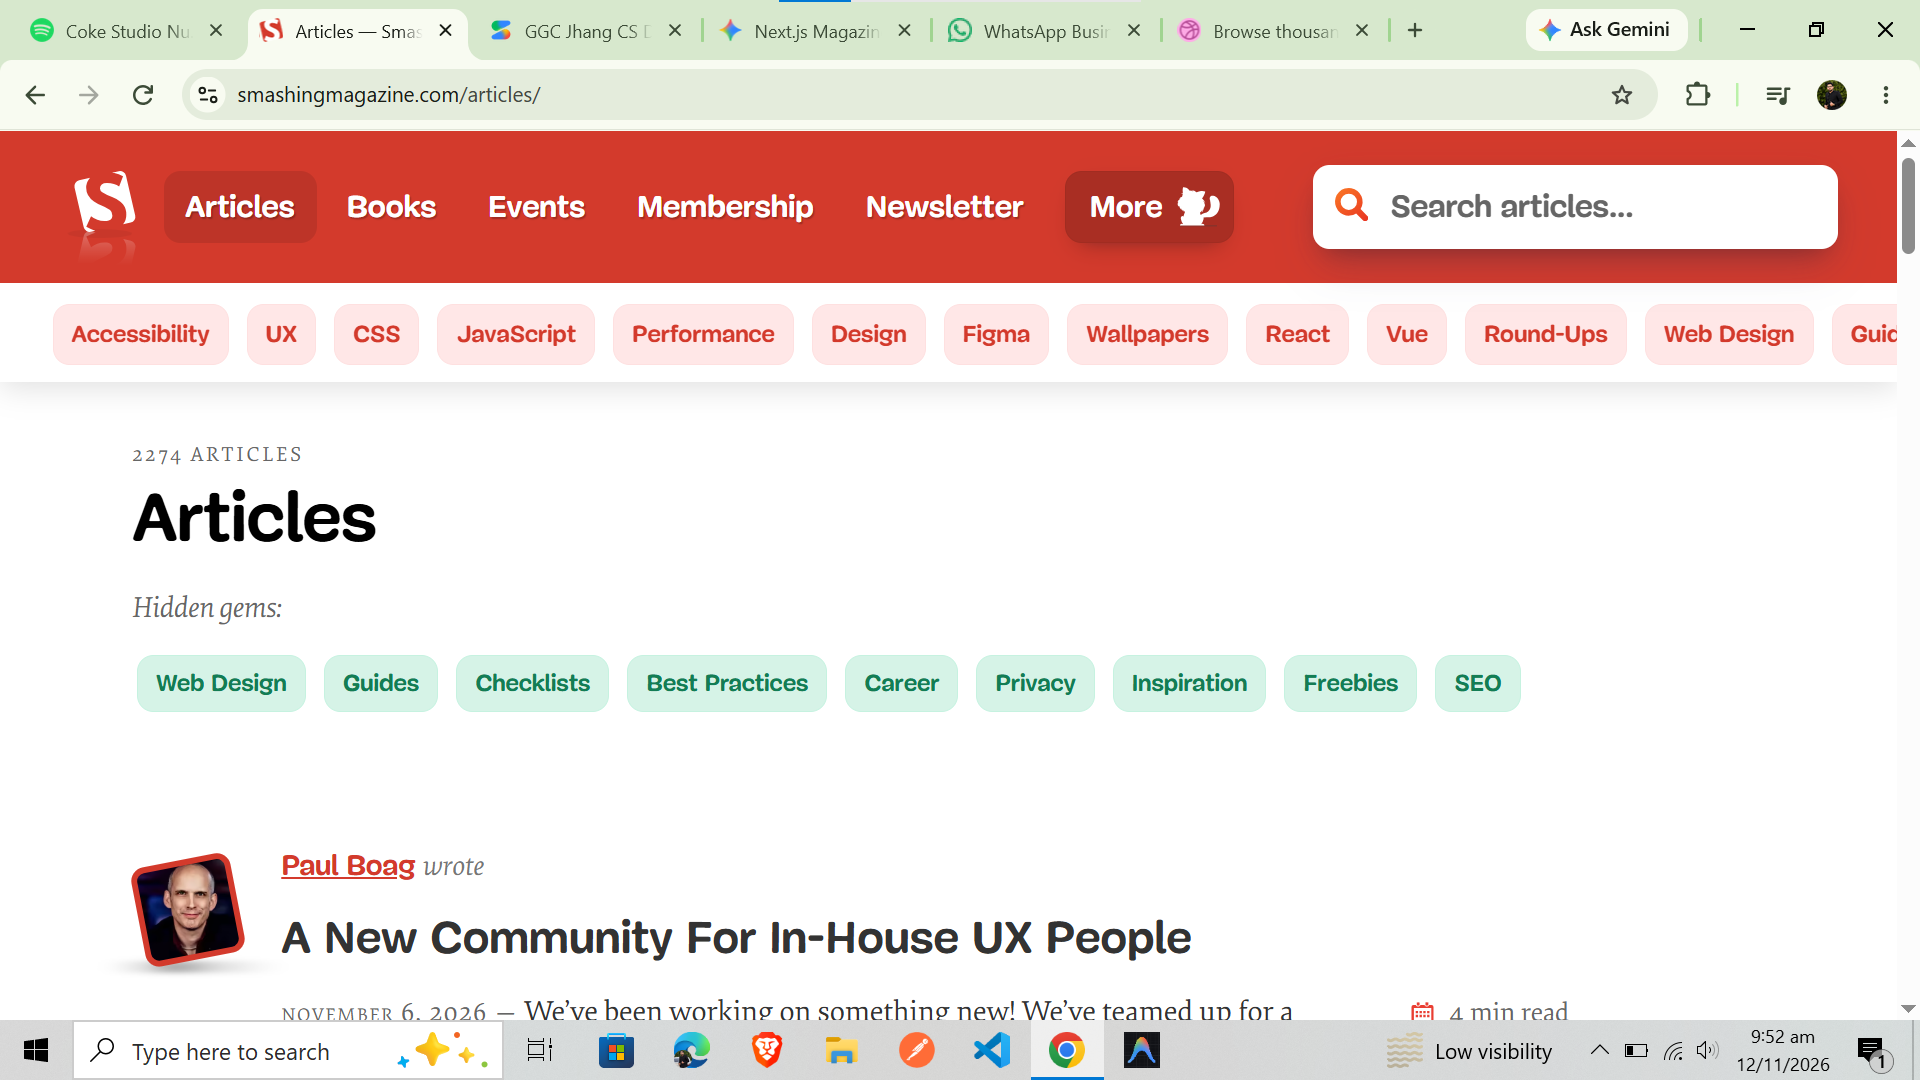 Coke Studio Nu
Articles — Smas
GGC Jhang CS D
Next.js Magazin
WhatsApp Busin
Browse thousan
Ask Gemini
smashingmagazine.com/articles/
Articles
Books
Events
Membership
Newsletter
More
Search articles...
Accessibility
UX
CSS
JavaScript
Performance
Design
Figma
Wallpapers
React
Vue
Round-Ups
Web Design
Guid
2274 ARTICLES
Articles
Hidden gems:
Web Design
Guides
Checklists
Best Practices
Career
Privacy
Inspiration
Freebies
SEO
Paul Boag wrote
A New Community For In-House UX People
NOVEMBER 6, 2026 — We’ve been working on something new! We’ve teamed up for a
4 min read
Type here to search
Low visibility
9:52 am
12/11/2026
1